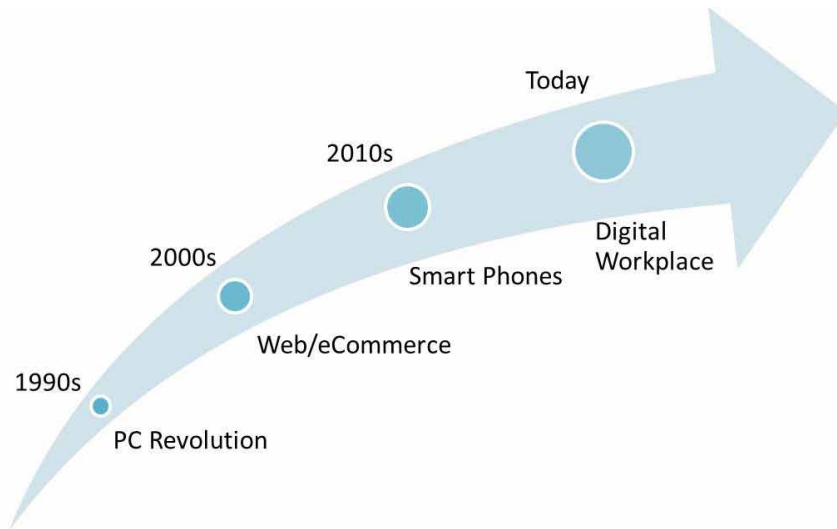 Today
2010s
2000s
Digital
Workplace
Smart Phones
Web/eCommerce
1990s
PC Revolution